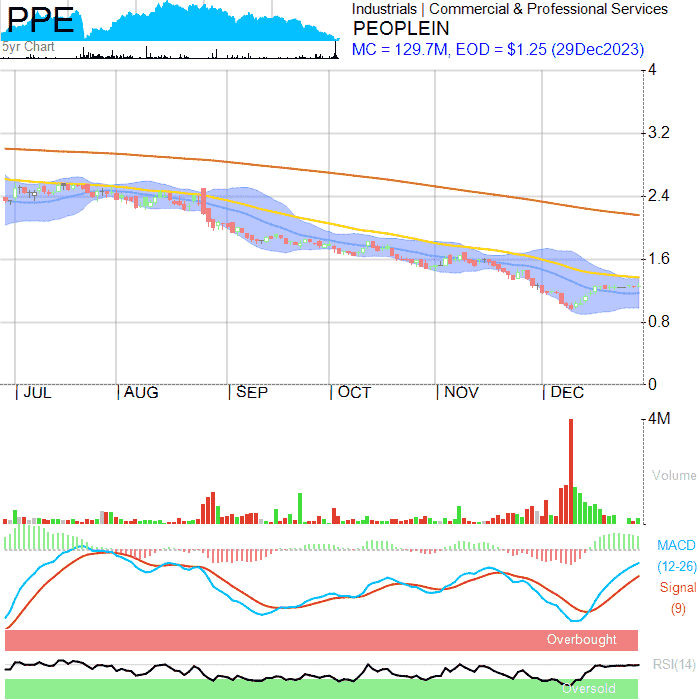 PPE
5yr Chart
Industrials | Commercial & Professional Services
PEOPLEIN
MC = 129.7M, EOD = $1.25 (29Dec2023)
4
3.2
2.4
1.6
0.8
0
JUL
AUG
SEP
OCT
NOV
DEC
4M
Volume
MACD
(12-26)
Signal
(9)
Overbought
RSI(14)
Oversold